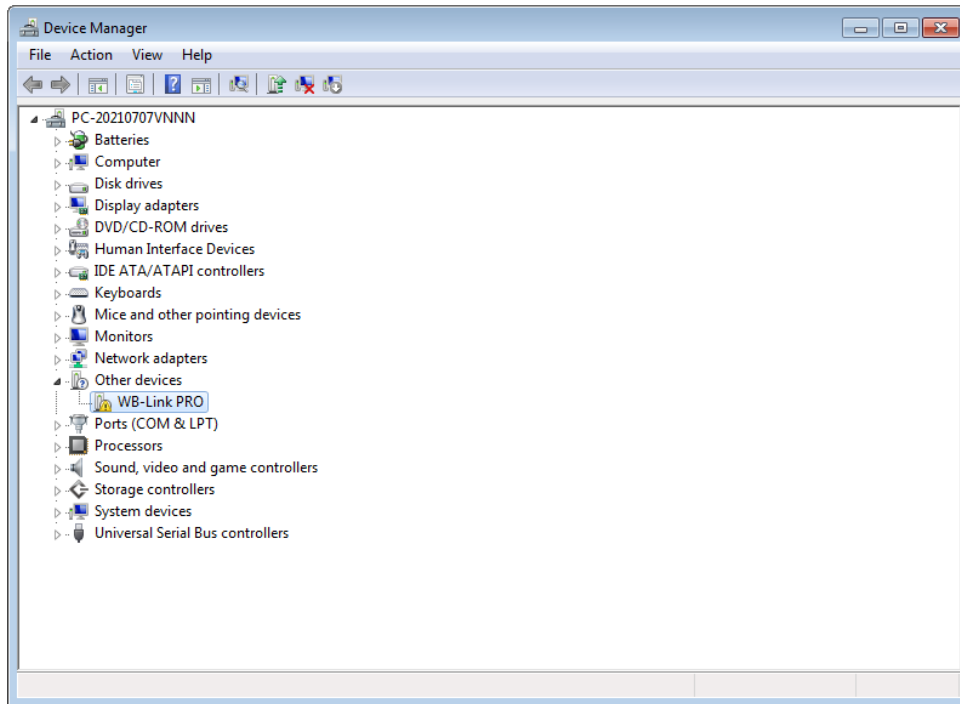 Device Manager
File Action View Help
PC-20210707VNNN
Batteries
Computer
Disk drives
Display adapters
DVD/CD-ROM drives
Human Interface Devices
IDE ATA/ATAPI controllers
Keyboards
Mice and other pointing devices
Monitors
Network adapters
Other devices
WB-Link PRO
Ports (COM & LPT)
Processors
Sound, video and game controllers
Storage controllers
System devices
Universal Serial Bus controllers